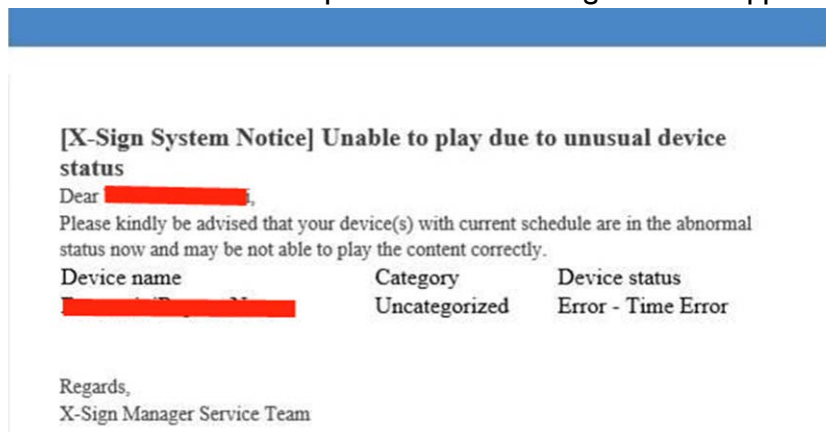 [X-Sign System Notice] Unable to play due to unusual device
status
Dear
Please kindly be advised that your device(s) with current schedule are in the abnormal
status now and may be not able to play the content correctly.
Device name Category Device status
Uncategorized Error - Time Error
Regards,
X-Sign Manager Service Team